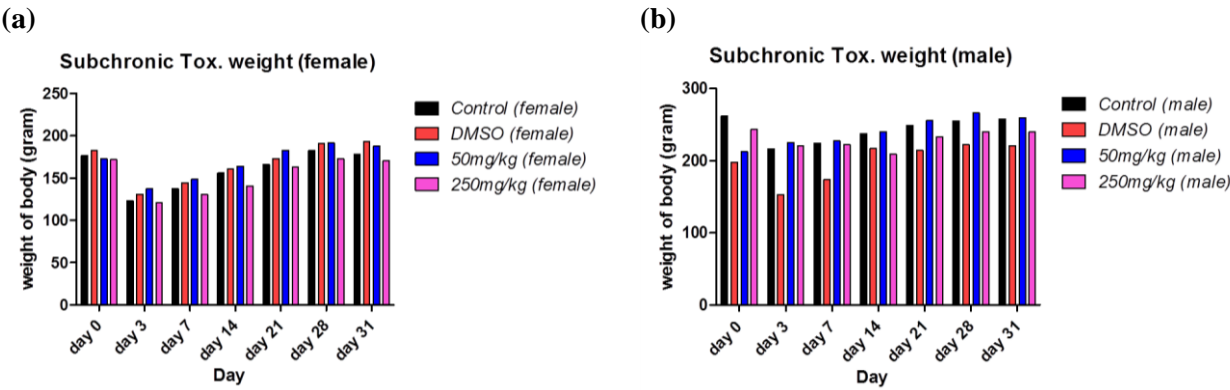 (a)
Subchronic Tox. weight (female)
weight of body (gram)
250
200
150
100
50
0
day 0
day 3
day 7
day 14
day 21
day 28
day 31
Day
Control (female)
DMSO (female)
50mg/kg (female)
250mg/kg (female)
(b)
Subchronic Tox. weight (male)
weight of body (gram)
300
200
100
0
day 0
day 3
day 7
day 14
day 21
day 28
day 31
Day
Control (male)
DMSO (male)
50mg/kg (male)
250mg/kg (male)